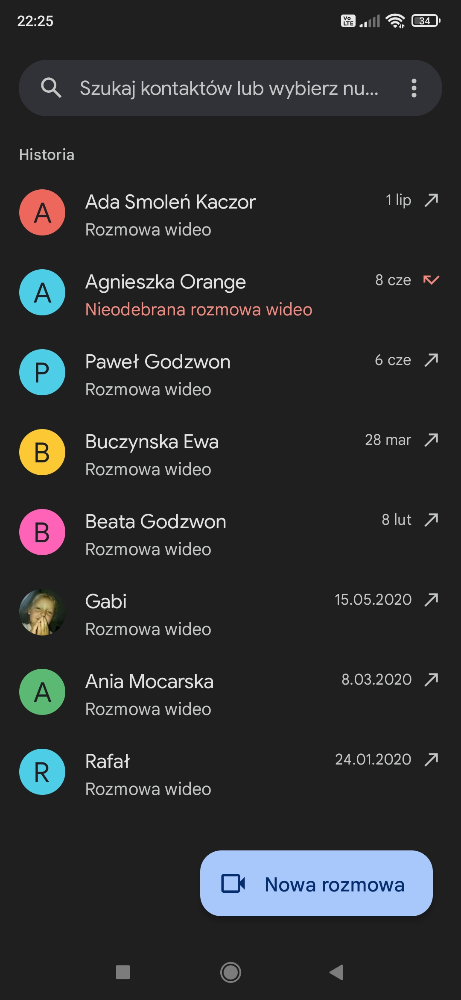 22:25
Vo
LTE
34
Szukaj kontaktów lub wybierz nu...
Historia
A
Ada Smoleń Kaczor
1 lip
Rozmowa wideo
A
Agnieszka Orange
8 cze
Nieodebrana rozmowa wideo
P
Paweł Godzwon
6 cze
Rozmowa wideo
B
Buczynska Ewa
28 mar
Rozmowa wideo
B
Beata Godzwon
8 lut
Rozmowa wideo
Gabi
15.05.2020
Rozmowa wideo
A
Ania Mocarska
8.03.2020
Rozmowa wideo
R
Rafał
24.01.2020
Rozmowa wideo
Nowa rozmowa